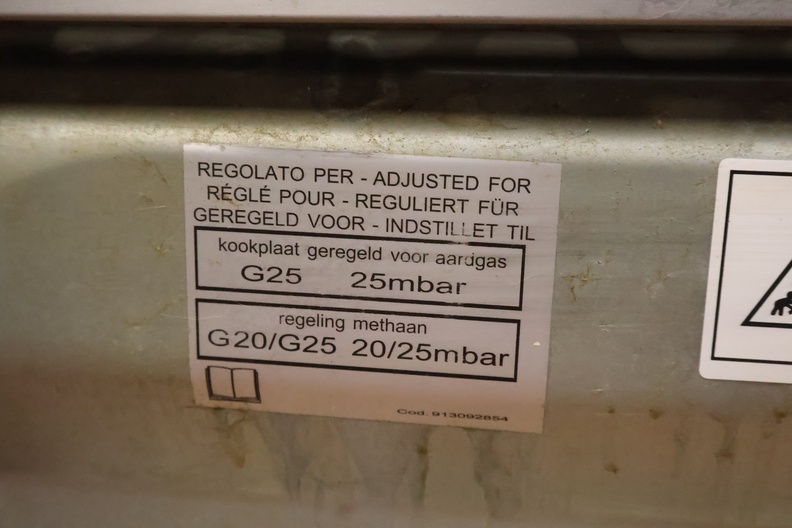 REGOLATO PER - ADJUSTED FOR
RÉGLÉ POUR - REGULIERT FÜR
GEREGELD VOOR - INDSTILLET TIL
kookplaat geregeld voor aardgas
G25 25mbar
regeling methaan
G20/G25 20/25mbar
Cod. 913092854